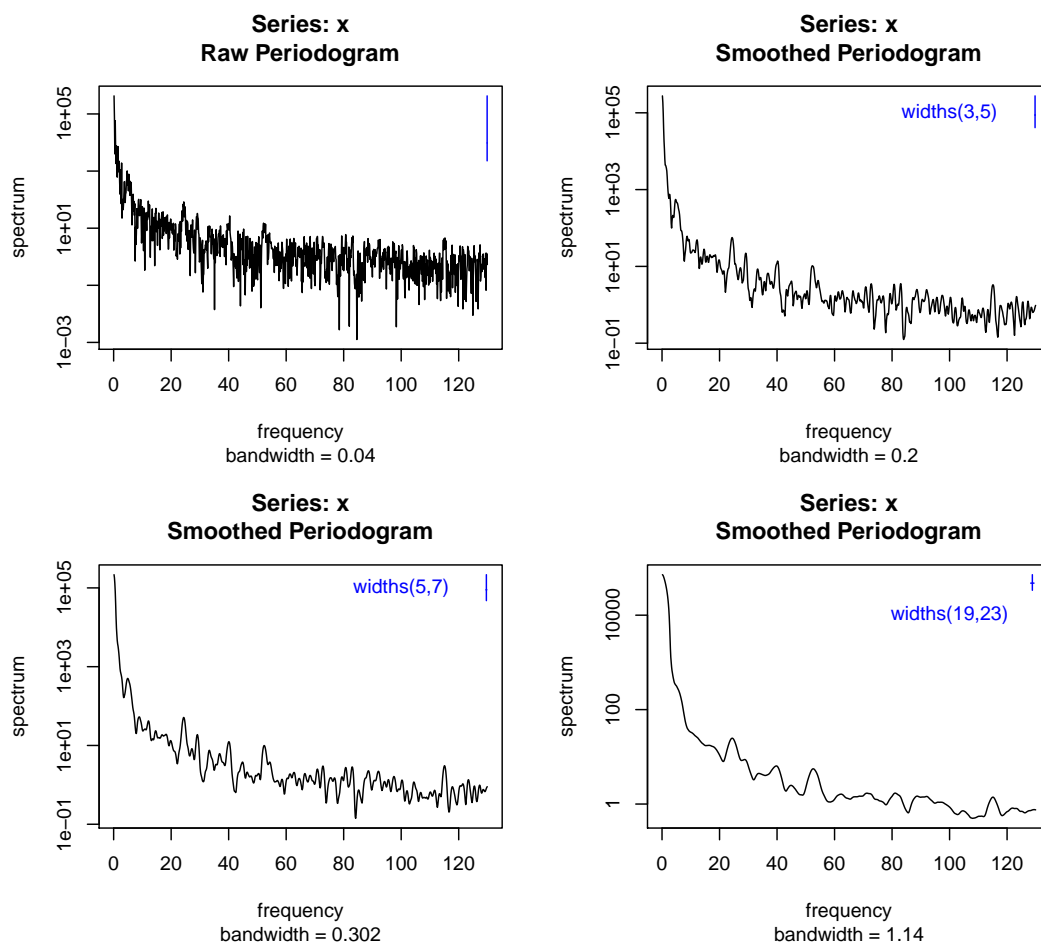 Series: x
Raw Periodogram
1e+05
1e+01
1e-03
spectrum
0 20 40 60 80 100 120
frequency
bandwidth = 0.04
Series: x
Smoothed Periodogram
widths(3,5)
1e+05
1e+03
1e+01
1e-01
spectrum
0 20 40 60 80 100 120
frequency
bandwidth = 0.2
Series: x
Smoothed Periodogram
widths(5,7)
1e+05
1e+03
1e+01
1e-01
spectrum
0 20 40 60 80 100 120
frequency
bandwidth = 0.302
Series: x
Smoothed Periodogram
widths(19,23)
10000
100
1
spectrum
0 20 40 60 80 100 120
frequency
bandwidth = 1.14